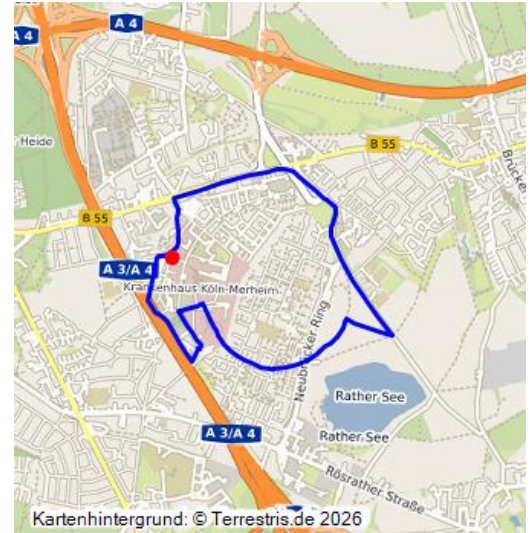 A 4
A 4
Heide
B 55
Brück
B 55
A 3/A 4
Krankenhaus Köln-Merheim
Neubrücker Ring
Rather See
A 3/A 4
Rather See
Rösrather Straße
Kartenhintergrund: © Terrestris.de 2026